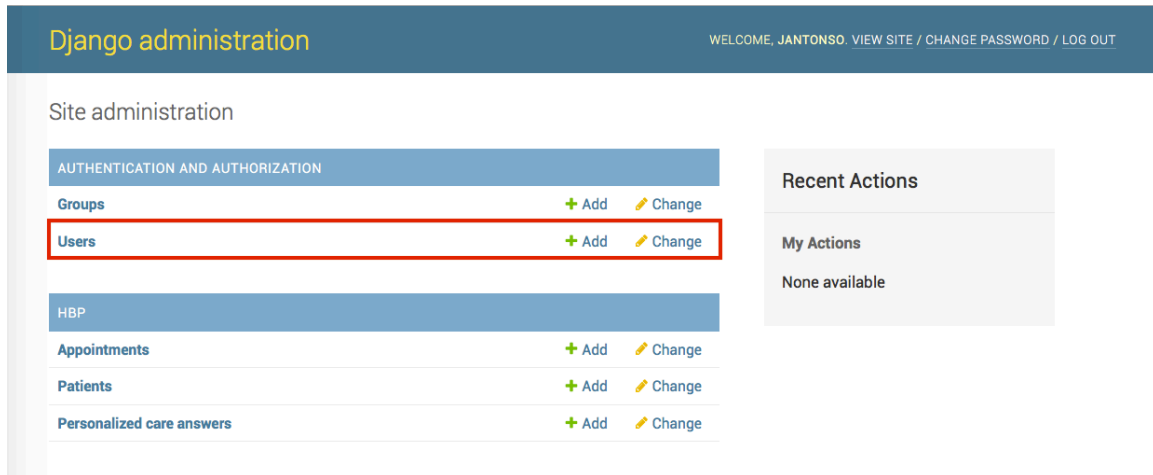 Django administration
WELCOME, JANTONSO. VIEW SITE / CHANGE PASSWORD / LOG OUT
Site administration
AUTHENTICATION AND AUTHORIZATION
Groups + Add Change
Users + Add Change
HBP
Appointments + Add Change
Patients + Add Change
Personalized care answers + Add Change
Recent Actions
My Actions
None available